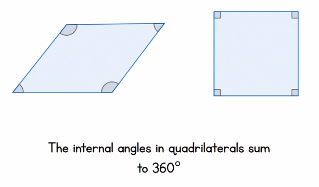 The internal angles in quadrilaterals sum
to 360°